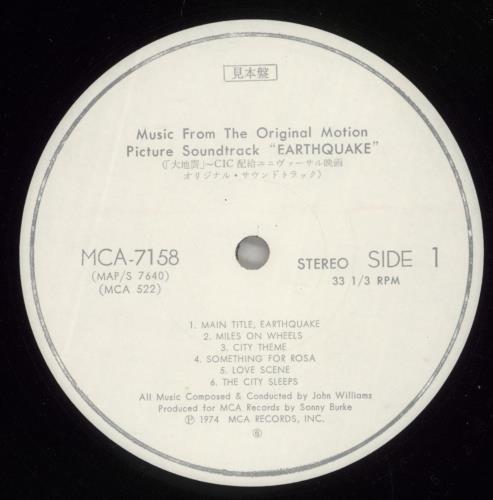 見本盤
Music From The Original Motion
Picture Soundtrack "EARTHQUAKE"
(「大地震」~CIC 配給ユニヴァーサル映画
オリジナル・サウンドトラック)
MCA-7158
(MAP/S 7640)
(MCA 522)
STEREO SIDE 1
33 1/3 RPM
1. MAIN TITLE, EARTHQUAKE
2. MILES ON WHEELS
3. CITY THEME
4. SOMETHING FOR ROSA
5. LOVE SCENE
6. THE CITY SLEEPS
All Music Composed & Conducted by John Williams
Produced for MCA Records by Sonny Burke
Ⓟ 1974 MCA RECORDS, INC.